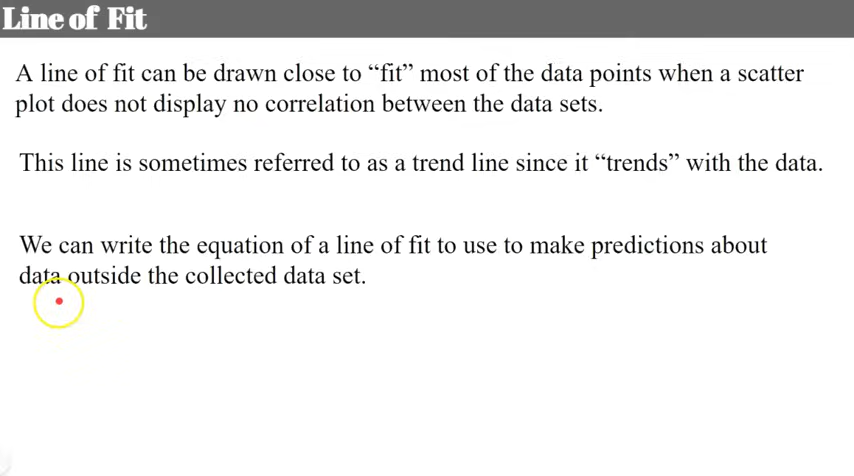 Line of Fit
A line of fit can be drawn close to “fit” most of the data points when a scatter
plot does not display no correlation between the data sets.
This line is sometimes referred to as a trend line since it “trends” with the data.
We can write the equation of a line of fit to use to make predictions about
data outside the collected data set.